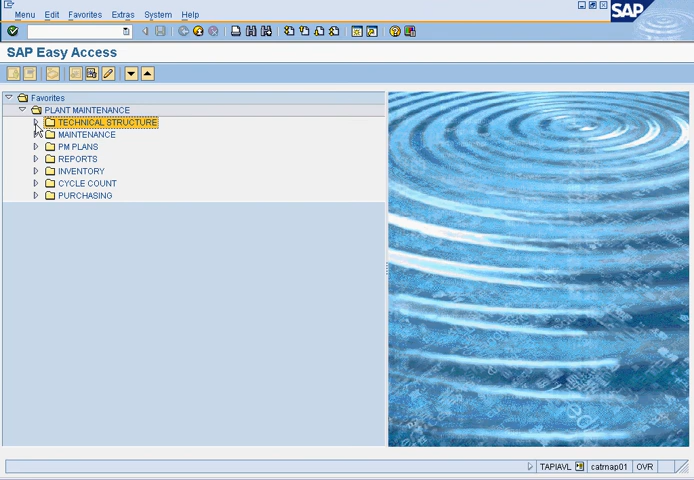 Menu Edit Favorites Extras System Help
SAP
SAP Easy Access
Favorites
PLANT MAINTENANCE
TECHNICAL STRUCTURE
MAINTENANCE
PM PLANS
REPORTS
INVENTORY
CYCLE COUNT
PURCHASING
TAPIAVL catrnap01 OVR